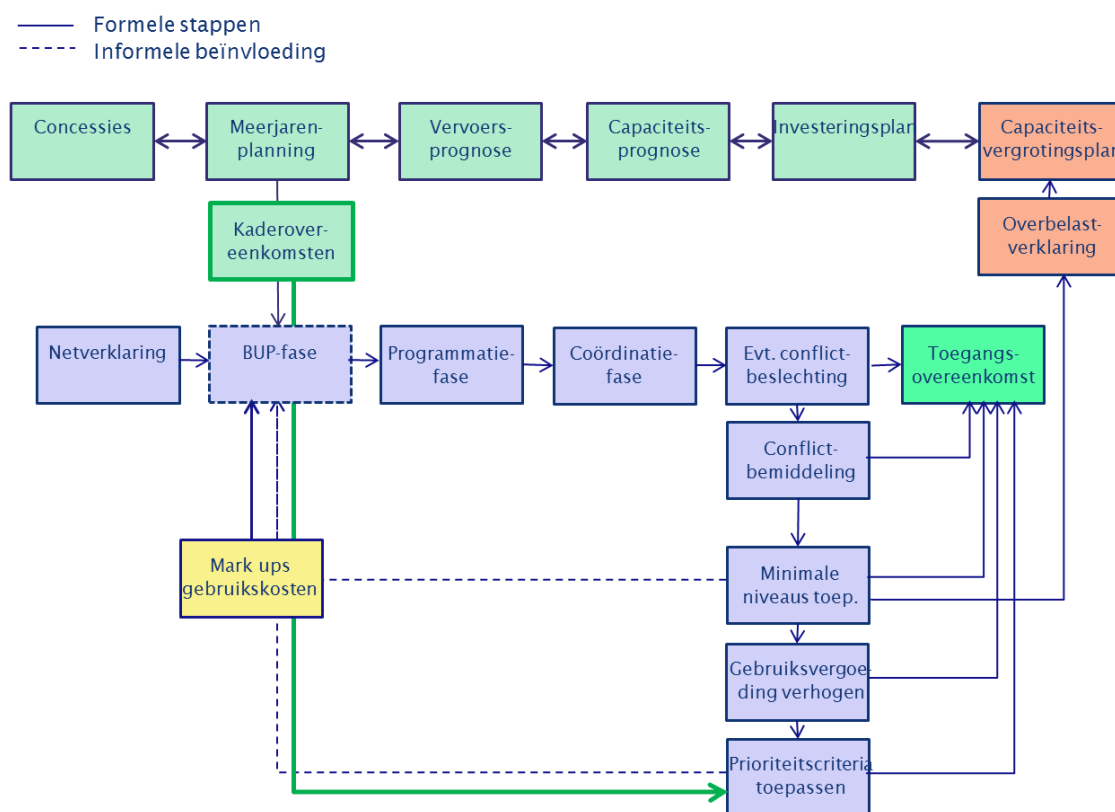 Formele stappen
Informele beïnvloeding
Concessies
Meerjaren-
planning
Vervoers-
prognose
Capaciteits-
prognose
Investeringsplan
Capaciteits-
vergrotingsplan
Kaderover-
eenkomsten
Overbelast-
verklaring
Netverklaring
BUP-fase
Programmatie-
fase
Coördinatie-
fase
Evt. conflict-
beslechting
Toegangs-
overeenkomst
Conflict-
bemiddeling
Mark ups
gebruikskosten
Minimale
niveaus toep.
Gebruiksvergoe-
ding verhogen
Prioriteitscriteria
toepassen